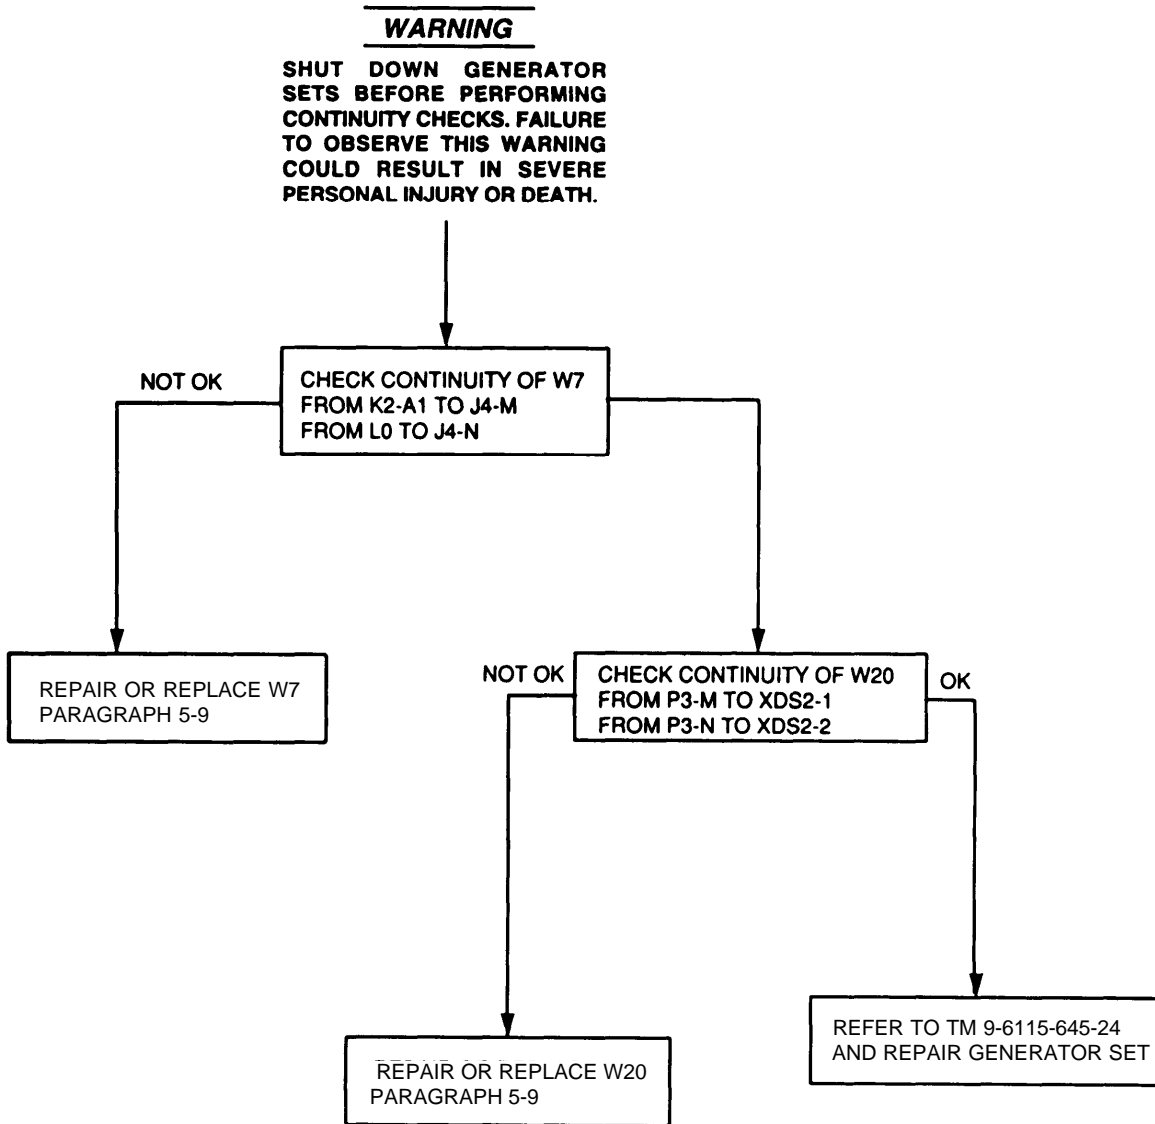 WARNING
SHUT DOWN GENERATOR
SETS BEFORE PERFORMING
CONTINUITY CHECKS. FAILURE
TO OBSERVE THIS WARNING
COULD RESULT IN SEVERE
PERSONAL INJURY OR DEATH.
NOT OK
CHECK CONTINUITY OF W7
FROM K2-A1 TO J4-M
FROM L0 TO J4-N
REPAIR OR REPLACE W7
PARAGRAPH 5-9
NOT OK
CHECK CONTINUITY OF W20
FROM P3-M TO XDS2-1
FROM P3-N TO XDS2-2
OK
REPAIR OR REPLACE W20
PARAGRAPH 5-9
REFER TO TM 9-6115-645-24
AND REPAIR GENERATOR SET